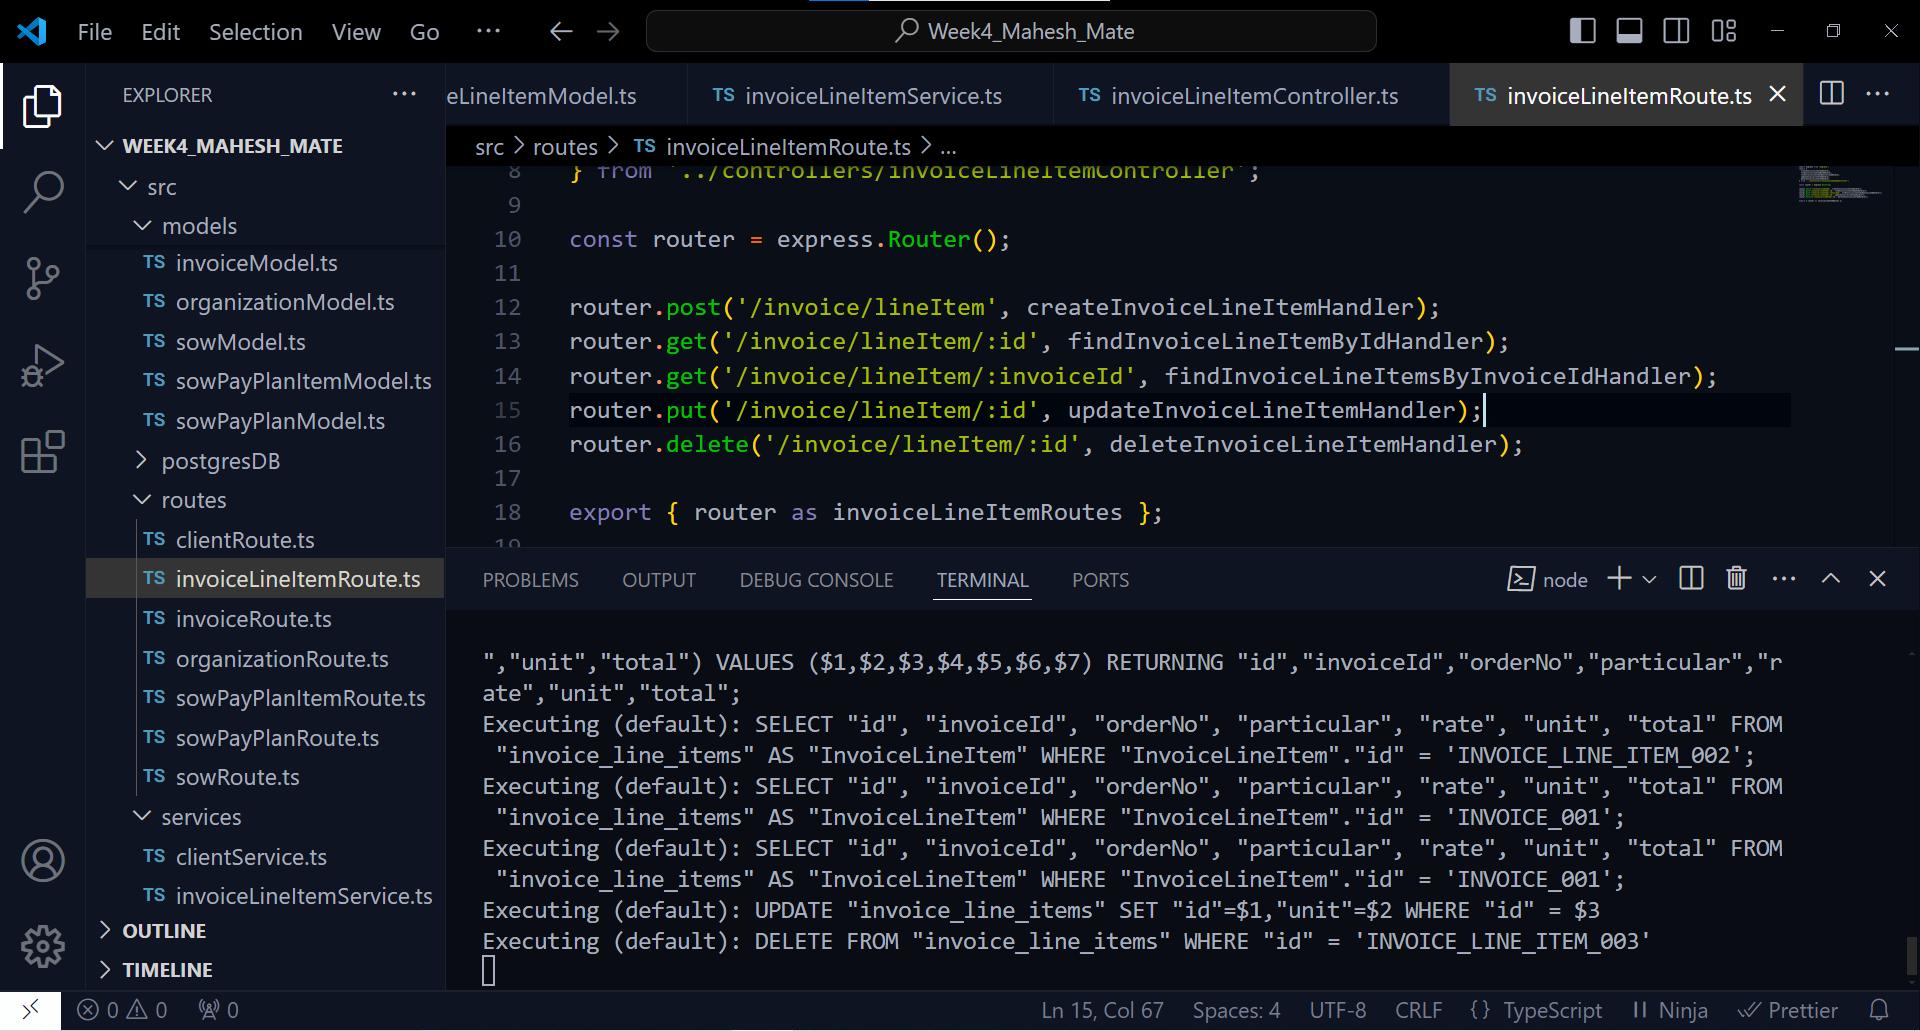 File Edit Selection View Go ··· Week4_Mahesh_Mate
EXPLORER ···
WEEK4_MAHESH_MATE
src
models
TS invoiceModel.ts
TS organizationModel.ts
TS sowModel.ts
TS sowPayPlanItemModel.ts
TS sowPayPlanModel.ts
postgresDB
routes
TS clientRoute.ts
TS invoiceLineItemRoute.ts
TS invoiceRoute.ts
TS organizationRoute.ts
TS sowPayPlanItemRoute.ts
TS sowPayPlanRoute.ts
TS sowRoute.ts
services
TS clientService.ts
TS invoiceLineItemService.ts
OUTLINE
TIMELINE
eLineItemModel.ts TS invoiceLineItemService.ts TS invoiceLineItemController.ts TS invoiceLineItemRoute.ts
src > routes > TS invoiceLineItemRoute.ts > ...
8 } from '../controllers/invoiceLineItemController';
9
10 const router = express.Router();
11
12 router.post('/invoice/lineItem', createInvoiceLineItemHandler);
13 router.get('/invoice/lineItem/:id', findInvoiceLineItemByIdHandler);
14 router.get('/invoice/lineItem/:invoiceId', findInvoiceLineItemsByInvoiceIdHandler);
15 router.put('/invoice/lineItem/:id', updateInvoiceLineItemHandler);
16 router.delete('/invoice/lineItem/:id', deleteInvoiceLineItemHandler);
17
18 export { router as invoiceLineItemRoutes };
19
PROBLEMS OUTPUT DEBUG CONSOLE TERMINAL PORTS node
","unit","total") VALUES ($1,$2,$3,$4,$5,$6,$7) RETURNING "id","invoiceId","orderNo","particular","r
ate","unit","total";
Executing (default): SELECT "id", "invoiceId", "orderNo", "particular", "rate", "unit", "total" FROM
"invoice_line_items" AS "InvoiceLineItem" WHERE "InvoiceLineItem"."id" = 'INVOICE_LINE_ITEM_002';
Executing (default): SELECT "id", "invoiceId", "orderNo", "particular", "rate", "unit", "total" FROM
"invoice_line_items" AS "InvoiceLineItem" WHERE "InvoiceLineItem"."id" = 'INVOICE_001';
Executing (default): SELECT "id", "invoiceId", "orderNo", "particular", "rate", "unit", "total" FROM
"invoice_line_items" AS "InvoiceLineItem" WHERE "InvoiceLineItem"."id" = 'INVOICE_001';
Executing (default): UPDATE "invoice_line_items" SET "id"=$1,"unit"=$2 WHERE "id" = $3
Executing (default): DELETE FROM "invoice_line_items" WHERE "id" = 'INVOICE_LINE_ITEM_003'
0 0 0 Ln 15, Col 67 Spaces: 4 UTF-8 CRLF {} TypeScript Ninja Prettier